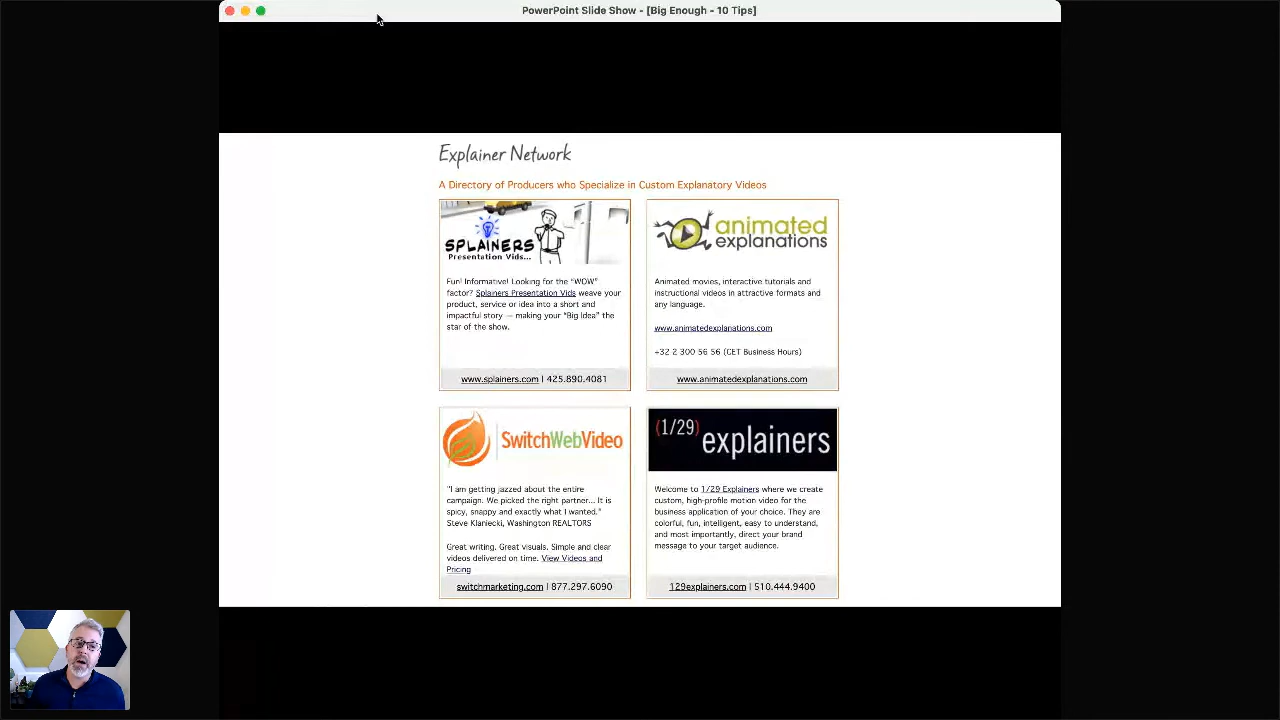 PowerPoint Slide Show - [Big Enough - 10 Tips]
Explainer Network
A Directory of Producers who Specialize in Custom Explanatory Videos
SPLAINERS
Presentation Vids...
Fun! Informative! Looking for the “WOW”
factor? Splainers Presentation Vids weave your
product, service or idea into a short and
impactful story — making your “Big Idea” the
star of the show.
www.splainers.com | 425.890.4081
animated
explanations
Animated movies, interactive tutorials and
instructional videos in attractive formats and
any language.
www.animatedexplanations.com
+32 2 300 56 56 (CET Business Hours)
www.animatedexplanations.com
SwitchWebVideo
“I am getting jazzed about the entire
campaign. We picked the right partner... It is
spicy, snappy and exactly what I wanted.”
Steve Klaniecki, Washington REALTORS
Great writing. Great visuals. Simple and clear
videos delivered on time. View Videos and
Pricing
switchmarketing.com | 877.297.6090
(1/29) explainers
Welcome to 1/29 Explainers where we create
custom, high-profile motion video for the
business application of your choice. They are
colorful, fun, intelligent, easy to understand,
and most importantly, direct your brand
message to your target audience.
129explainers.com | 510.444.9400